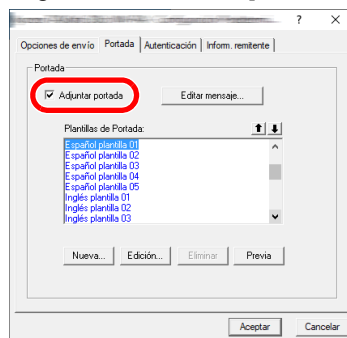 ?
Opciones de envío Portada Autenticación Inform. remitente
Portada
Adjuntar portada Editar mensaje...
Plantillas de Portada:
Español plantilla 01
Español plantilla 02
Español plantilla 03
Español plantilla 04
Español plantilla 05
Inglés plantilla 01
Inglés plantilla 02
Inglés plantilla 03
Nueva... Edición... Eliminar Previa
Aceptar Cancelar